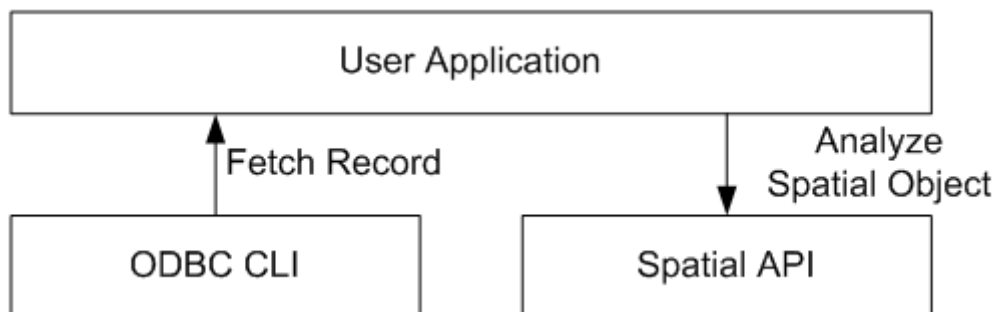 User Application
Fetch Record
Analyze
Spatial Object
ODBC CLI
Spatial API